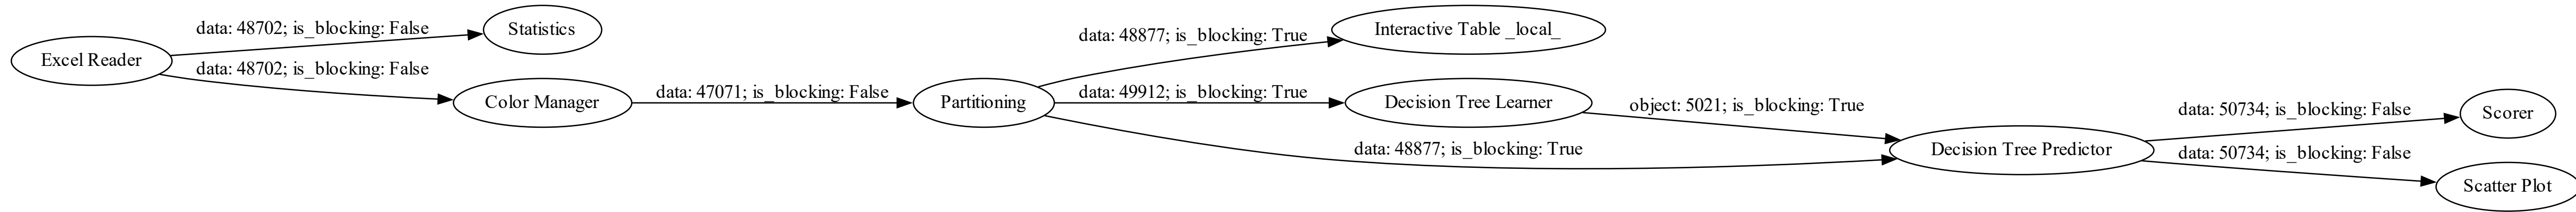 Excel Reader
data: 48702; is_blocking: False
Statistics
data: 48702; is_blocking: False
Color Manager
data: 47071; is_blocking: False
Partitioning
data: 48877; is_blocking: True
Interactive Table _local_
data: 49912; is_blocking: True
Decision Tree Learner
data: 48877; is_blocking: True
object: 5021; is_blocking: True
Decision Tree Predictor
data: 50734; is_blocking: False
Scorer
data: 50734; is_blocking: False
Scatter Plot